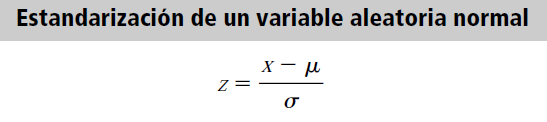 Estandarización de un variable aleatoria normal
z = (x − μ) / σ